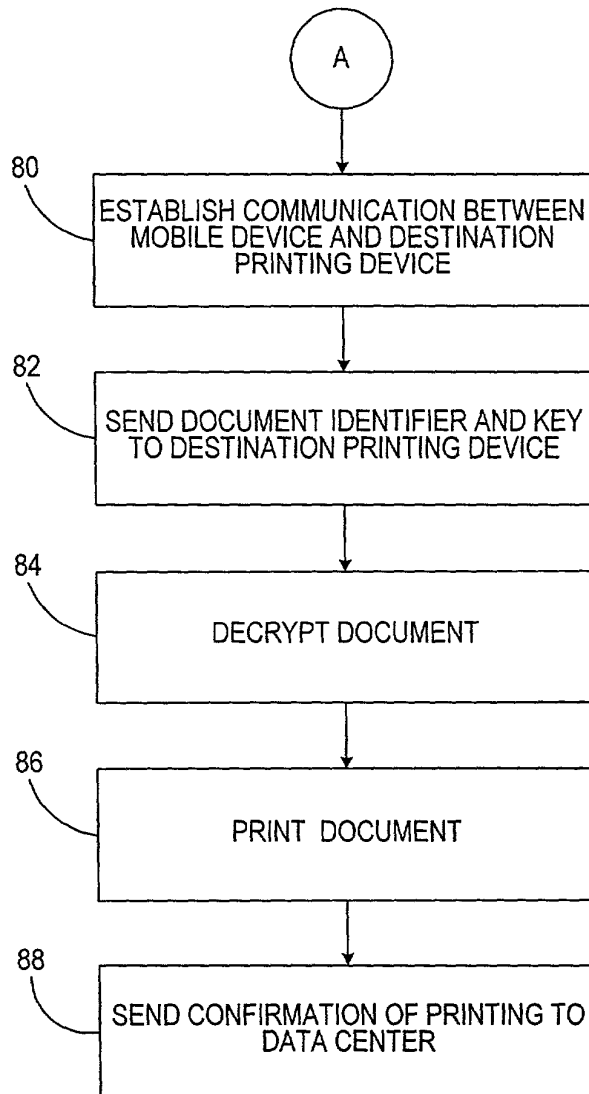 A
80
ESTABLISH COMMUNICATION BETWEEN
MOBILE DEVICE AND DESTINATION
PRINTING DEVICE
82
SEND DOCUMENT IDENTIFIER AND KEY
TO DESTINATION PRINTING DEVICE
84
DECRYPT DOCUMENT
86
PRINT DOCUMENT
88
SEND CONFIRMATION OF PRINTING TO
DATA CENTER